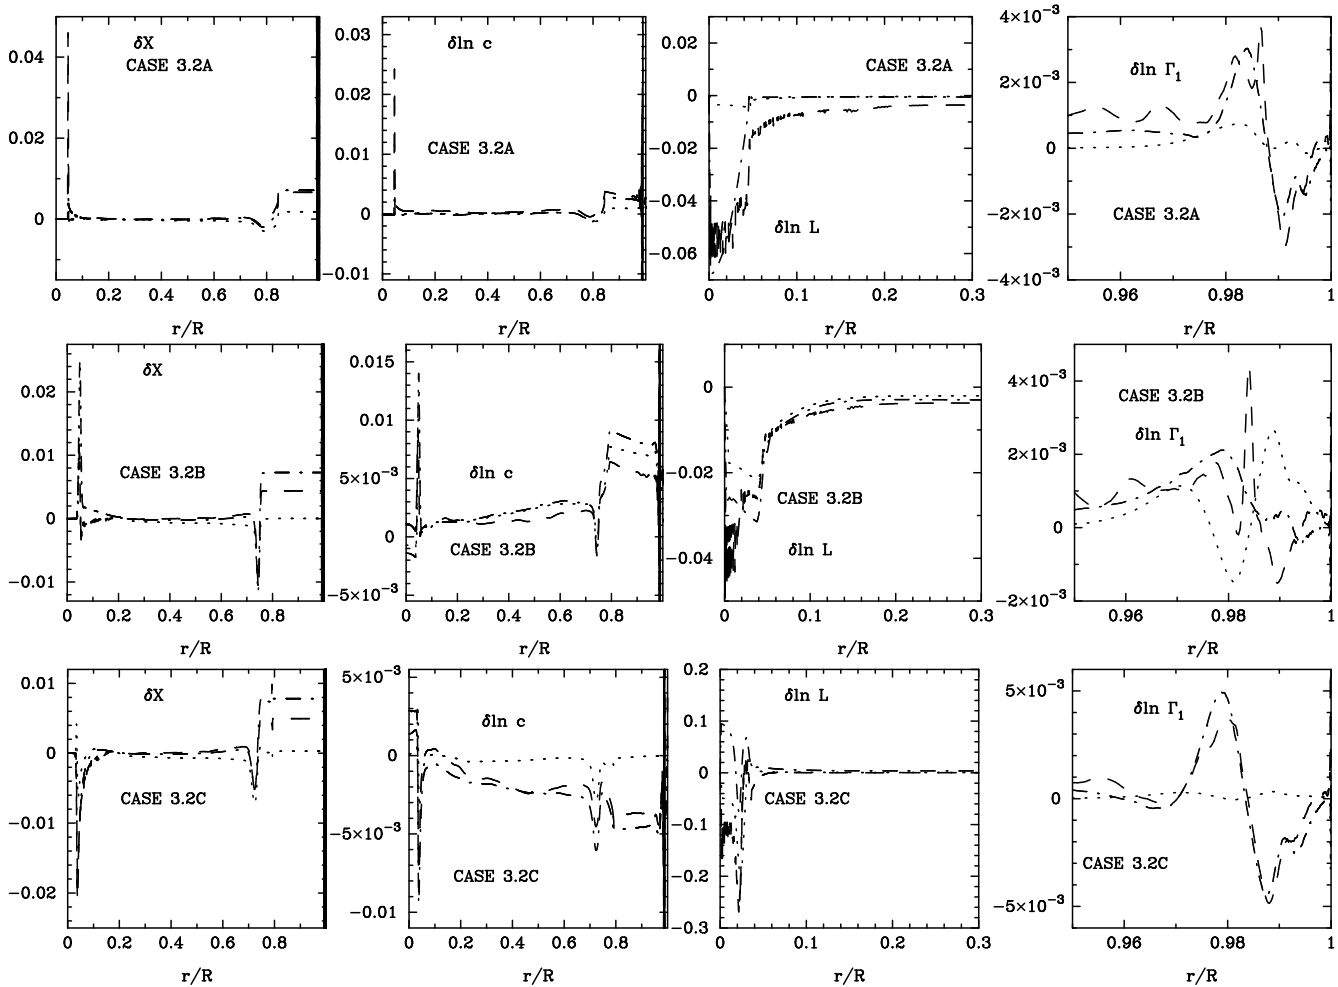 δX
CASE 3.2A
0.04
0.02
0
0 0.2 0.4 0.6 0.8
r/R
δln c
CASE 3.2A
0.03
0.02
0.01
0
−0.01
0 0.2 0.4 0.6 0.8
r/R
CASE 3.2A
δln L
0.02
0
−0.02
−0.04
−0.06
0 0.1 0.2 0.3
r/R
δln Γ₁
CASE 3.2A
4×10⁻³
2×10⁻³
0
−2×10⁻³
−4×10⁻³
0.96 0.98 1
r/R
δX
CASE 3.2B
0.02
0.01
0
−0.01
0 0.2 0.4 0.6 0.8
r/R
δln c
CASE 3.2B
0.015
0.01
5×10⁻³
0
−5×10⁻³
0 0.2 0.4 0.6 0.8
r/R
CASE 3.2B
δln L
0
−0.02
−0.04
0 0.1 0.2 0.3
r/R
CASE 3.2B
δln Γ₁
4×10⁻³
2×10⁻³
0
−2×10⁻³
0.96 0.98 1
r/R
δX
CASE 3.2C
0.01
0
−0.01
−0.02
0 0.2 0.4 0.6 0.8
r/R
δln c
CASE 3.2C
5×10⁻³
0
−5×10⁻³
−0.01
0 0.2 0.4 0.6 0.8
r/R
δln L
CASE 3.2C
0.2
0.1
0
−0.1
−0.2
−0.3
0 0.1 0.2 0.3
r/R
δln Γ₁
CASE 3.2C
5×10⁻³
0
−5×10⁻³
0.96 0.98 1
r/R